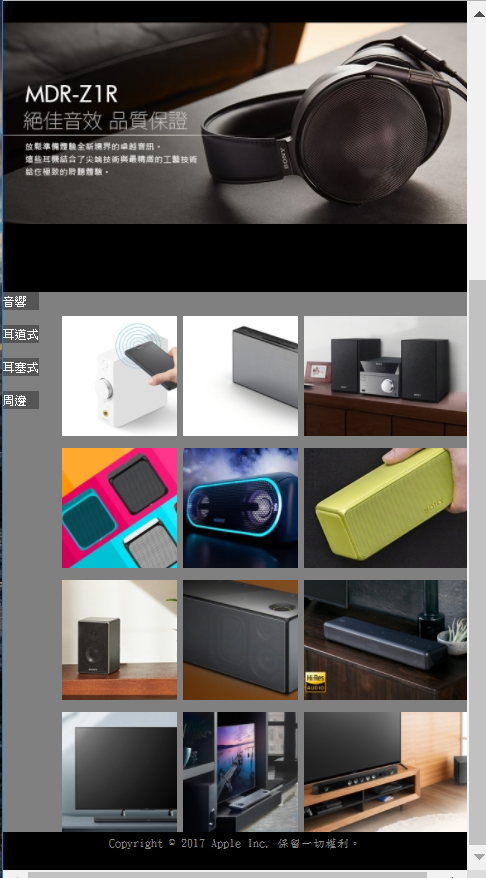 MDR-Z1R
絕佳音效 品質保證
放鬆準備體驗全新境界的卓越音訊。
這些耳機結合了尖端技術與最精緻的工藝技術
給您極致的聆聽體驗。
SONY
音響
耳道式
耳塞式
周邊
SONY
Hi-Res
AUDIO
Copyright © 2017 Apple Inc. 保留一切權利。